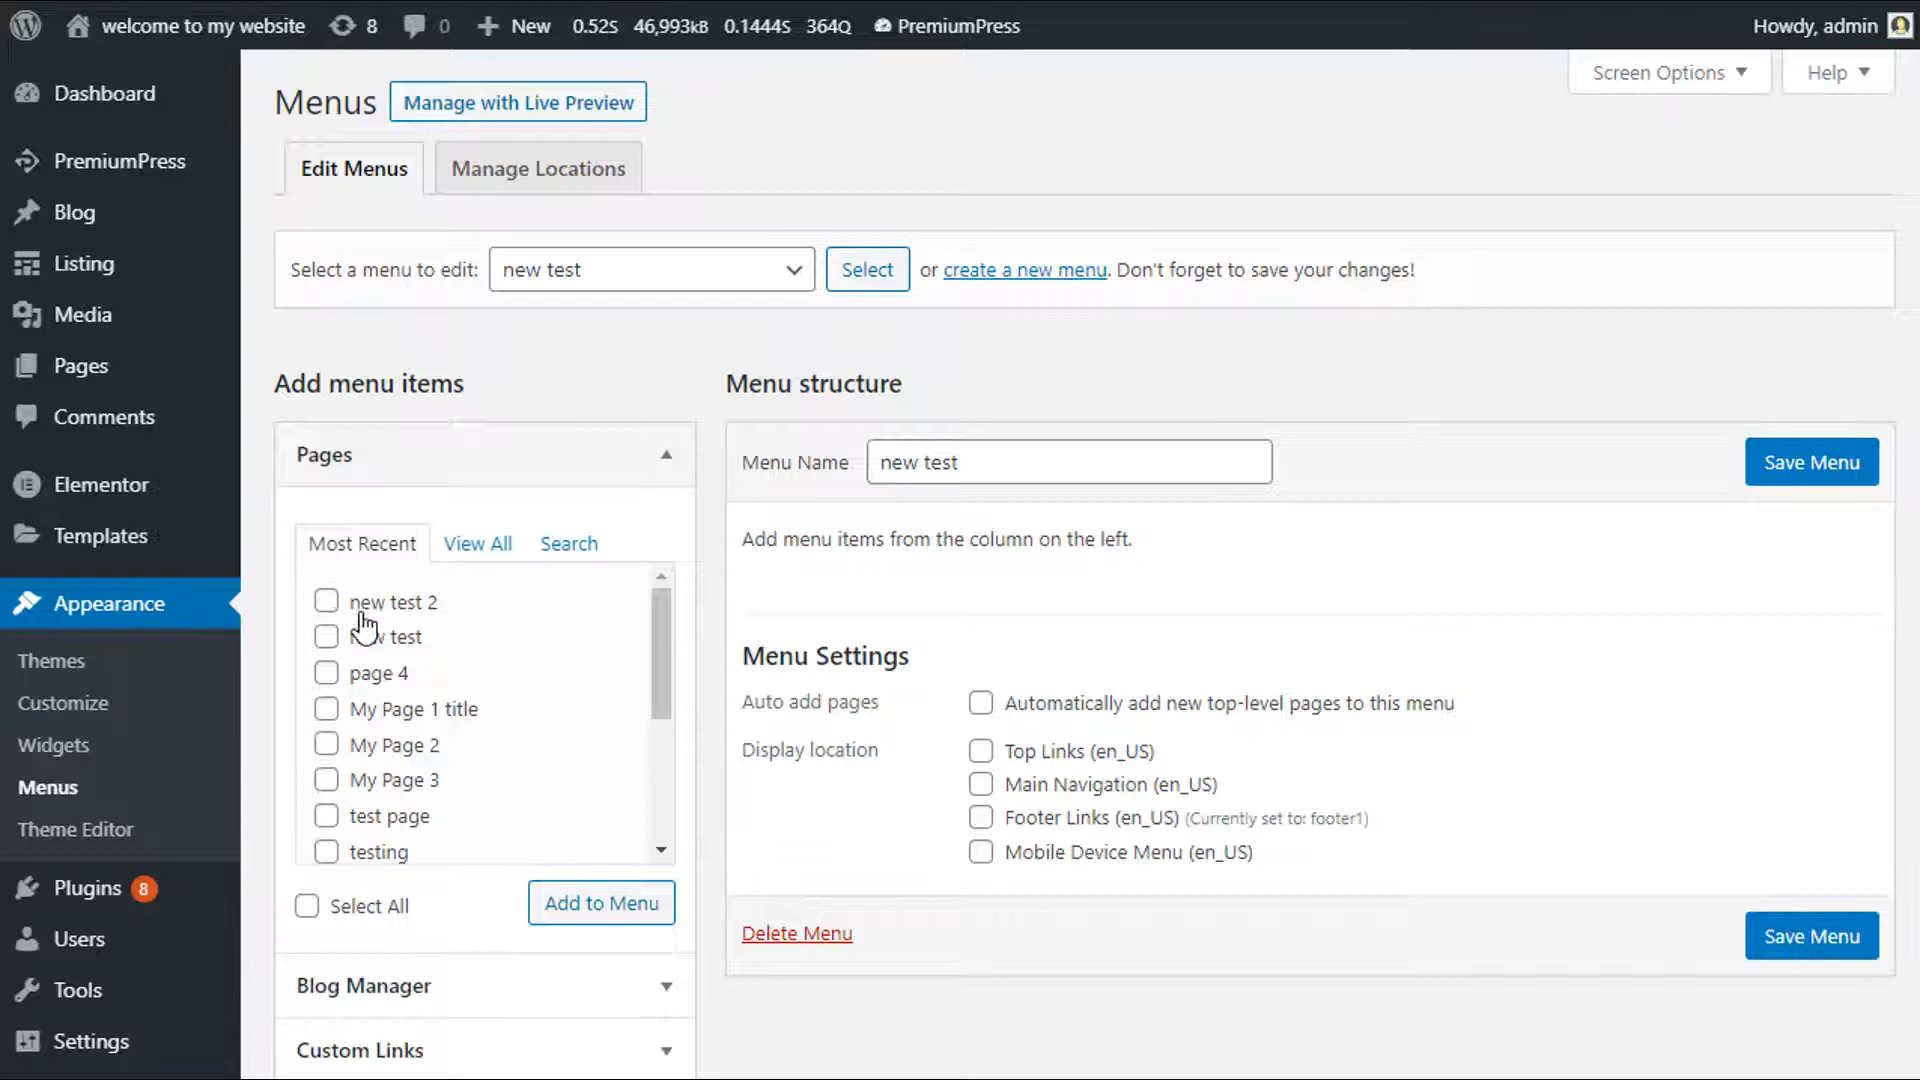 welcome to my website 8 0 New 0.52S 46,993kB 0.1444S 364Q PremiumPress Howdy, admin
Screen Options Help
Dashboard
PremiumPress
Blog
Listing
Media
Pages
Comments
Elementor
Templates
Appearance
Themes
Customize
Widgets
Menus
Theme Editor
Plugins 8
Users
Tools
Settings
Menus Manage with Live Preview
Edit Menus Manage Locations
Select a menu to edit: new test Select or create a new menu. Don't forget to save your changes!
Add menu items
Pages
Most Recent View All Search
new test 2
test
page 4
My Page 1 title
My Page 2
My Page 3
test page
testing
Select All Add to Menu
Blog Manager
Custom Links
Menu structure
Menu Name new test Save Menu
Add menu items from the column on the left.
Menu Settings
Auto add pages Automatically add new top-level pages to this menu
Display location Top Links (en_US)
Main Navigation (en_US)
Footer Links (en_US) (Currently set to: footer1)
Mobile Device Menu (en_US)
Delete Menu Save Menu